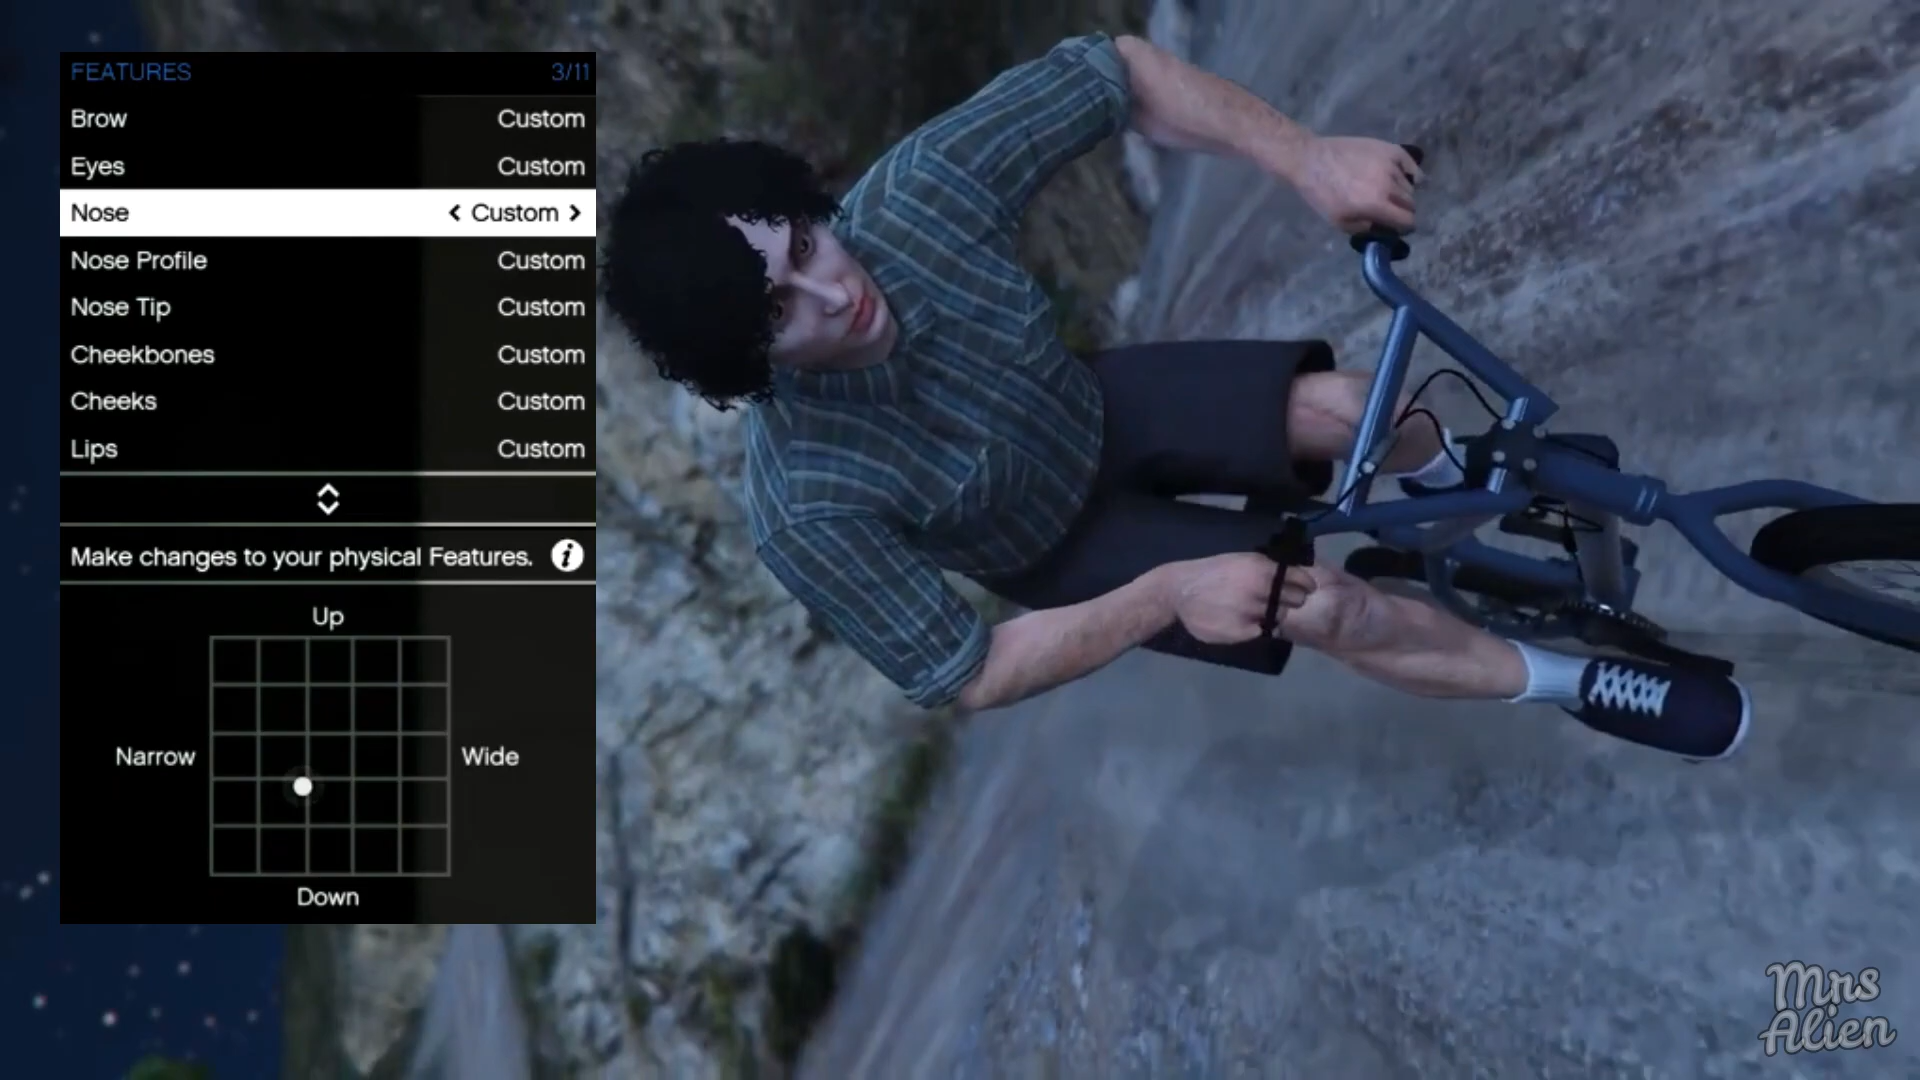 FEATURES 3/11
Brow Custom
Eyes Custom
Nose < Custom >
Nose Profile Custom
Nose Tip Custom
Cheekbones Custom
Cheeks Custom
Lips Custom
Make changes to your physical Features. i
Up
Narrow Wide
Down
Mrs
Alien